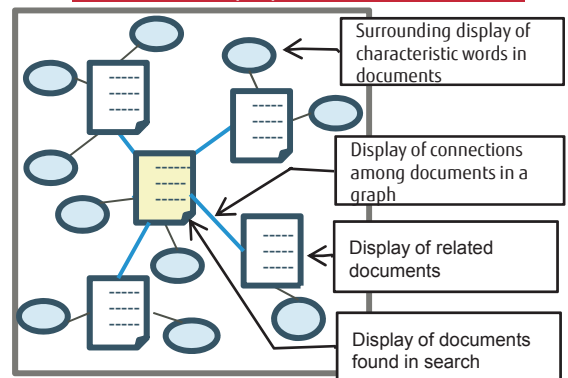 Surrounding display of
characteristic words in
documents
Display of connections
among documents in a
graph
Display of related
documents
Display of documents
found in search